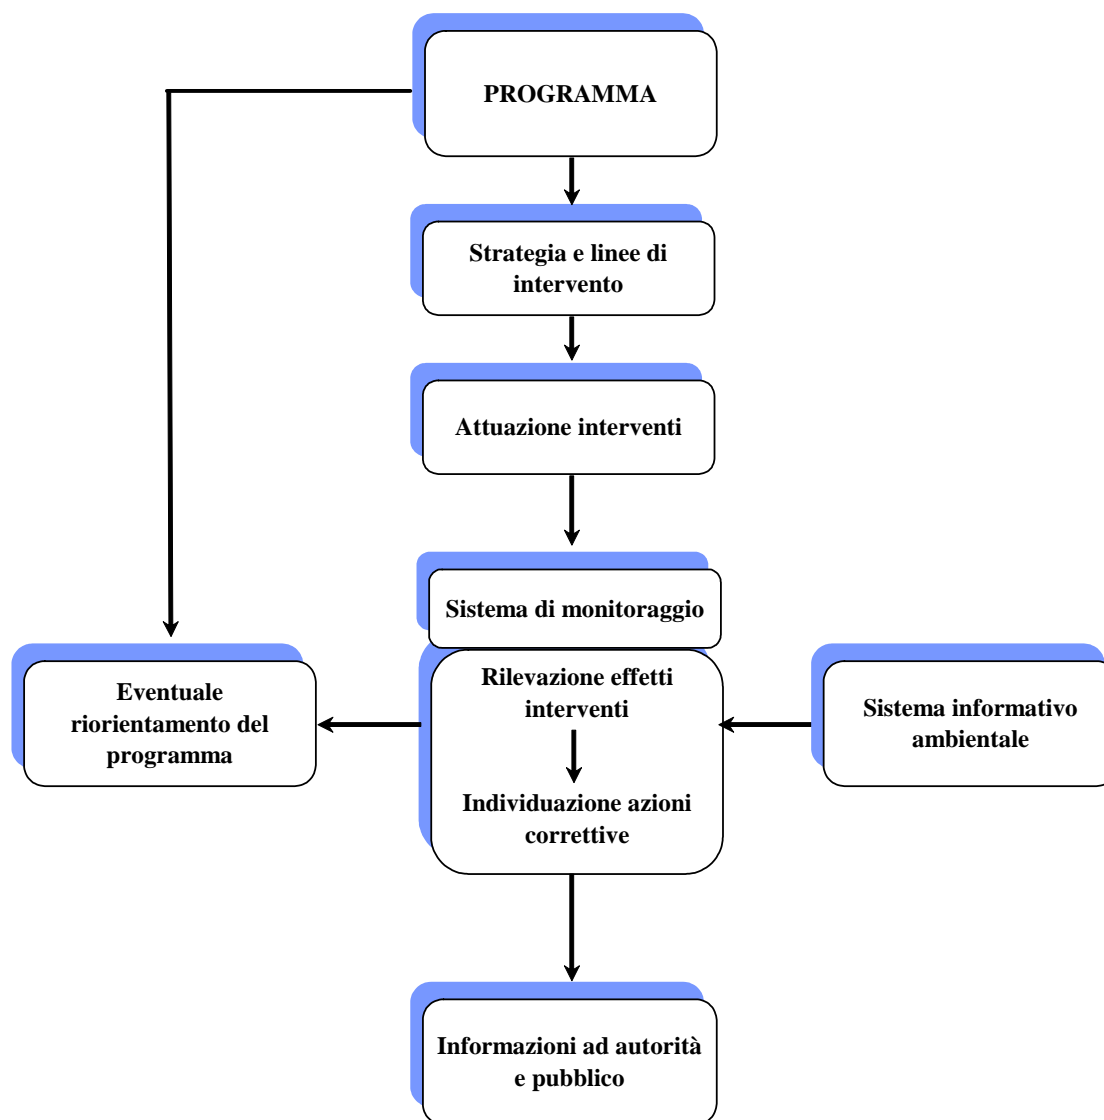 PROGRAMMA
Strategia e linee di
intervento
Attuazione interventi
Sistema di monitoraggio
Rilevazione effetti
interventi
Individuazione azioni
correttive
Eventuale
riorientamento del
programma
Sistema informativo
ambientale
Informazioni ad autorità
e pubblico